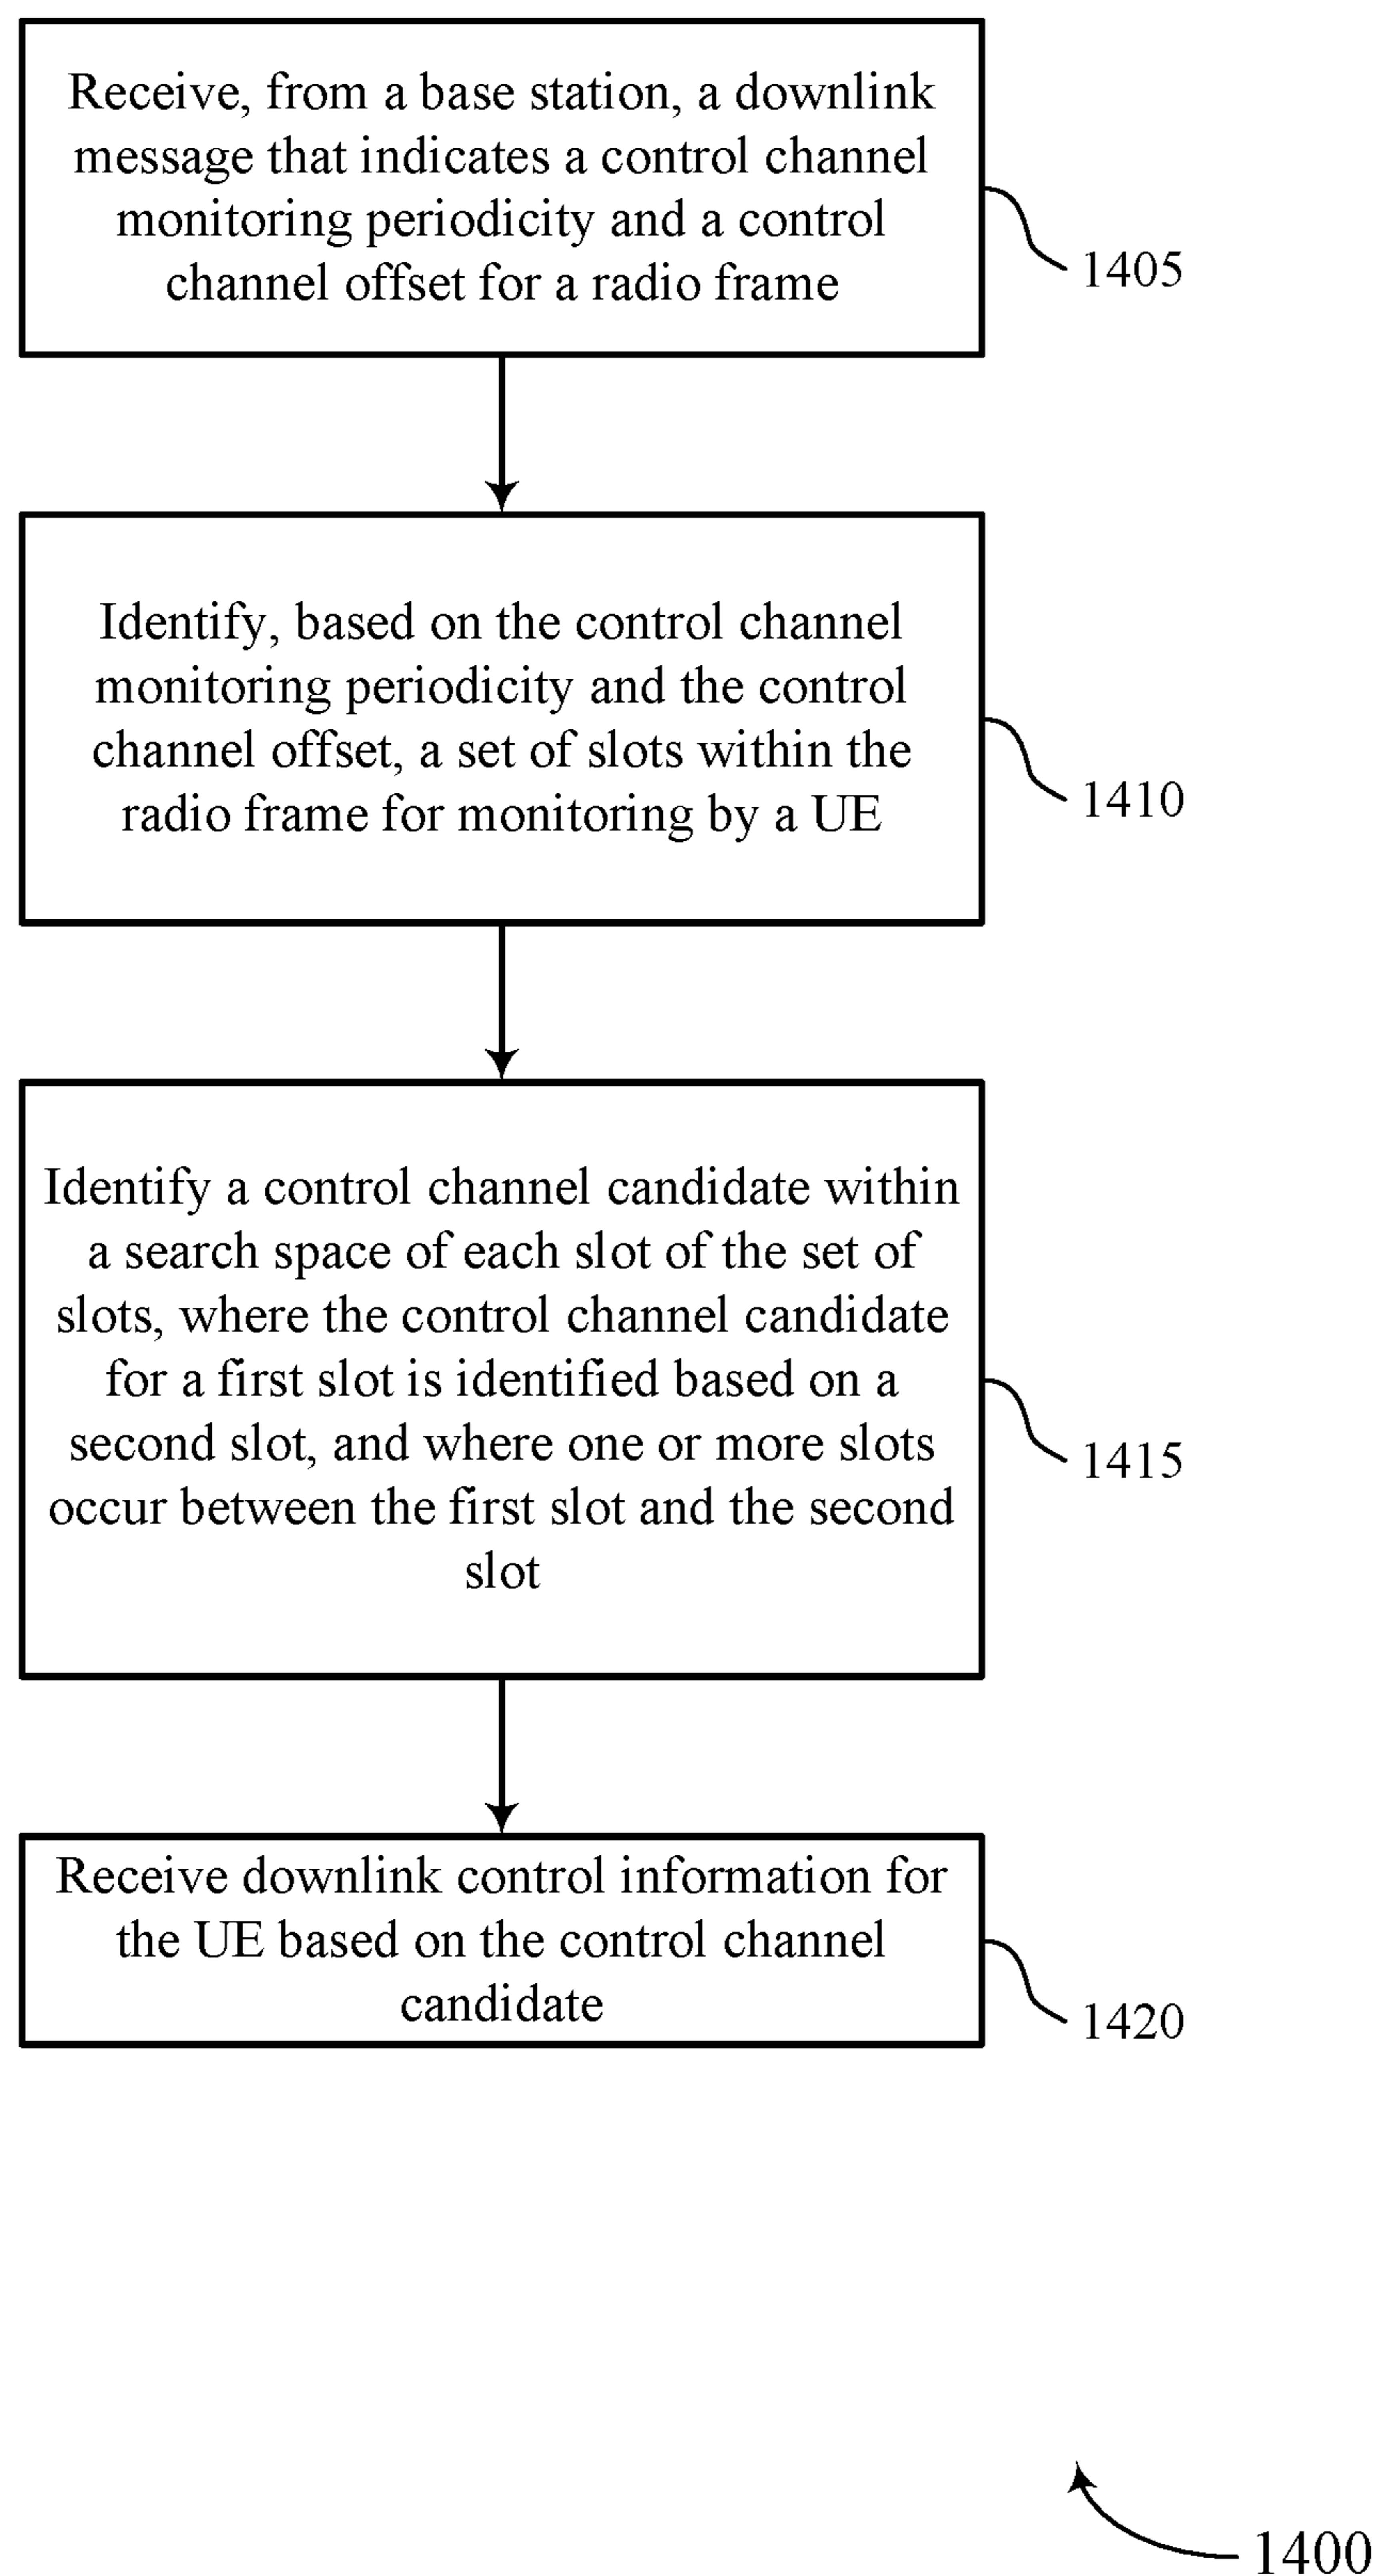 Receive, from a base station, a downlink
message that indicates a control channel
monitoring periodicity and a control
channel offset for a radio frame
1405
Identify, based on the control channel
monitoring periodicity and the control
channel offset, a set of slots within the
radio frame for monitoring by a UE
1410
Identify a control channel candidate within
a search space of each slot of the set of
slots, where the control channel candidate
for a first slot is identified based on a
second slot, and where one or more slots
occur between the first slot and the second
slot
1415
Receive downlink control information for
the UE based on the control channel
candidate
1420
1400